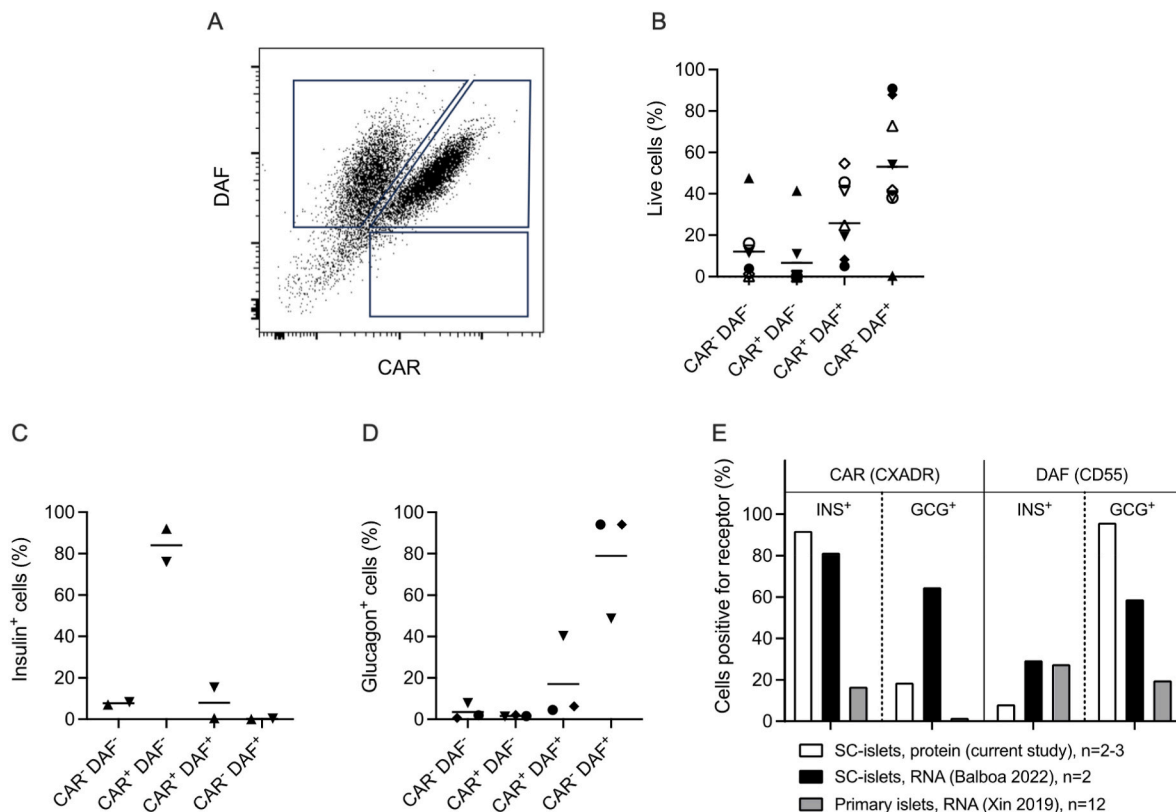 A
DAF
CAR
B
Live cells (%)
100
80
60
40
20
0
CAR- DAF-
CAR+ DAF-
CAR+ DAF+
CAR- DAF+
C
Insulin+ cells (%)
100
80
60
40
20
0
CAR- DAF-
CAR+ DAF-
CAR+ DAF+
CAR- DAF+
D
Glucagon+ cells (%)
100
80
60
40
20
0
CAR- DAF-
CAR+ DAF-
CAR+ DAF+
CAR- DAF+
E
Cells positive for receptor (%)
CAR (CXADR) DAF (CD55)
INS+ GCG+ INS+ GCG+
100
80
60
40
20
0
SC-islets, protein (current study), n=2-3
SC-islets, RNA (Balboa 2022), n=2
Primary islets, RNA (Xin 2019), n=12